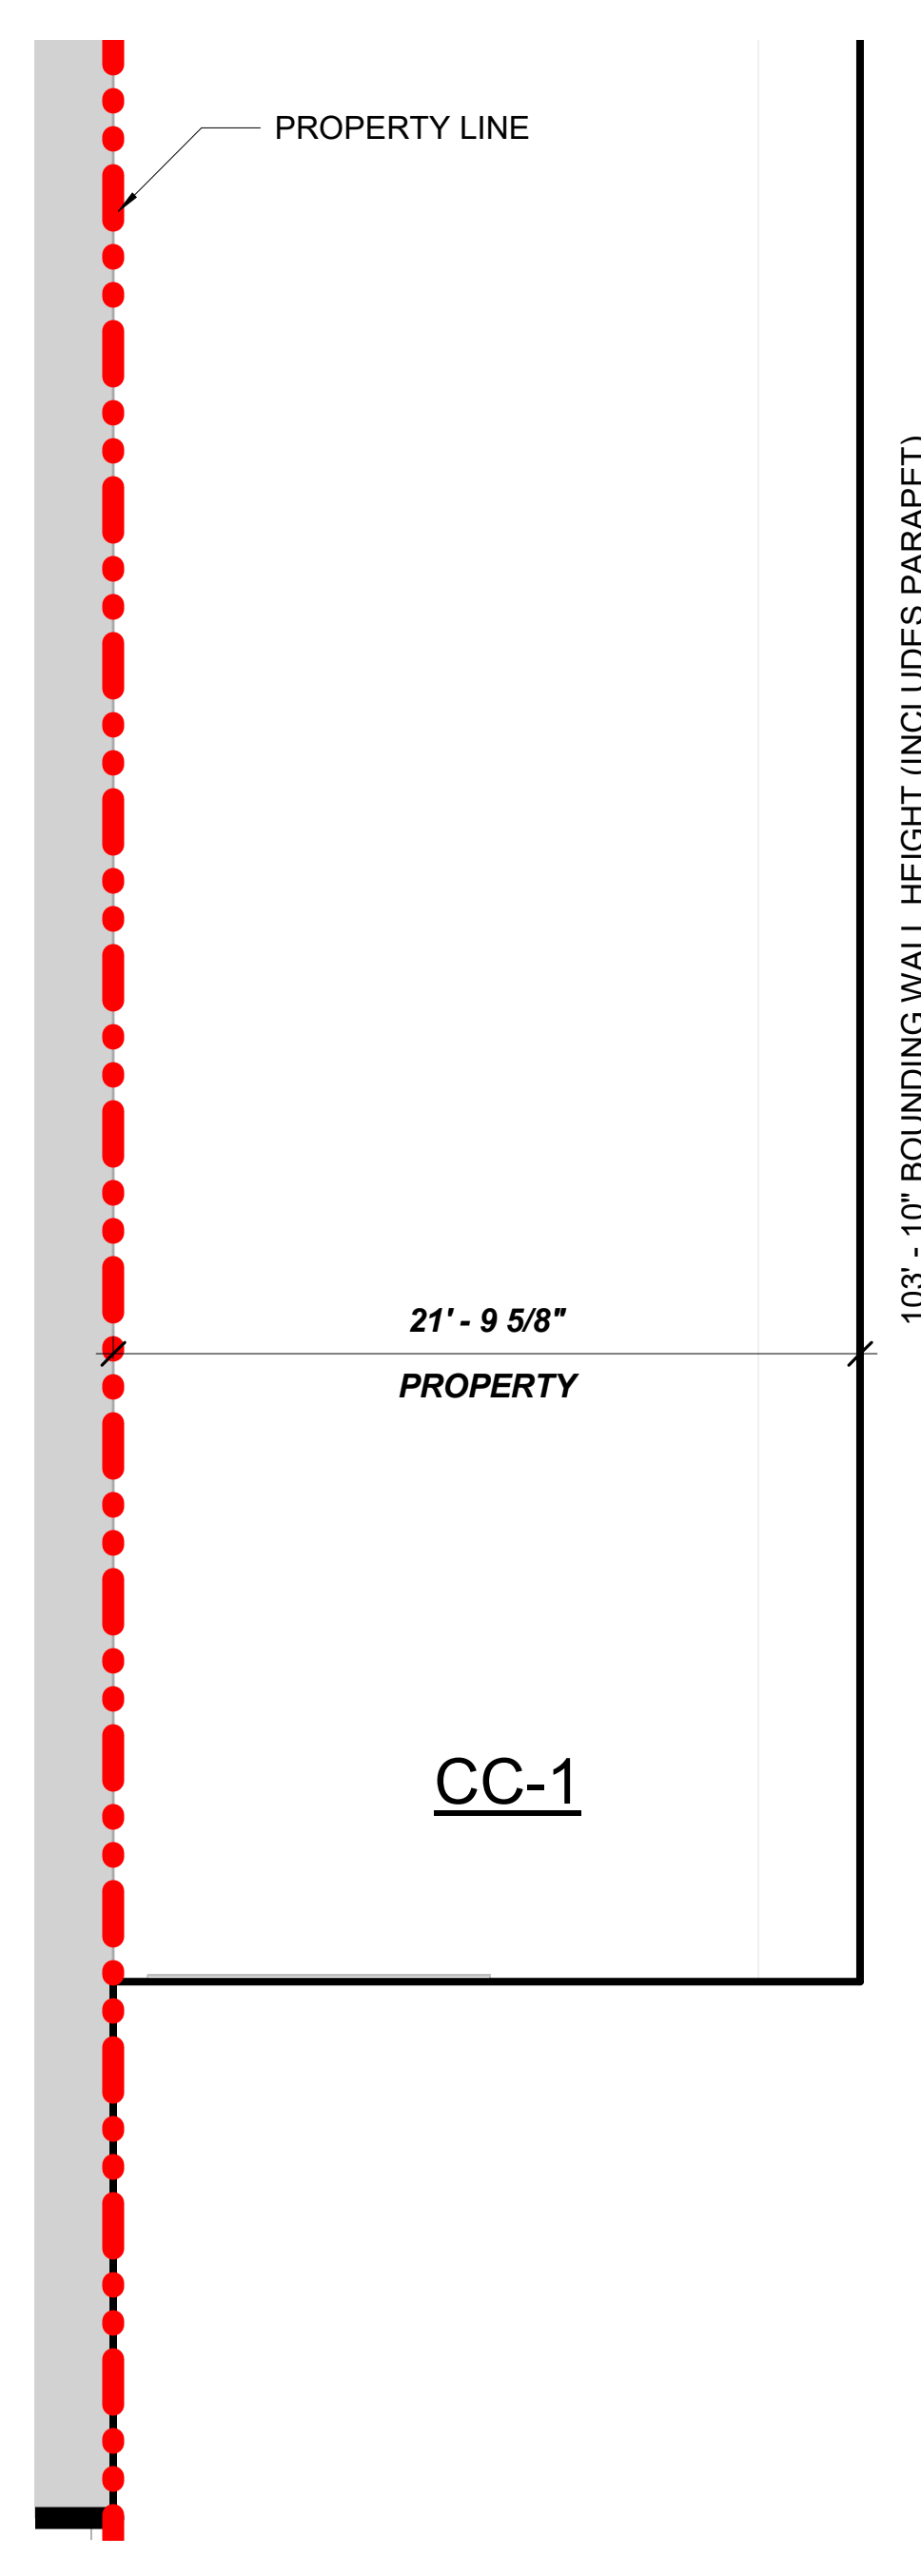 PROPERTY LINE
103' - 10" BOUNDING WALL HEIGHT (INCLUDES PARAPET)
21' - 9 5/8"
PROPERTY
CC-1